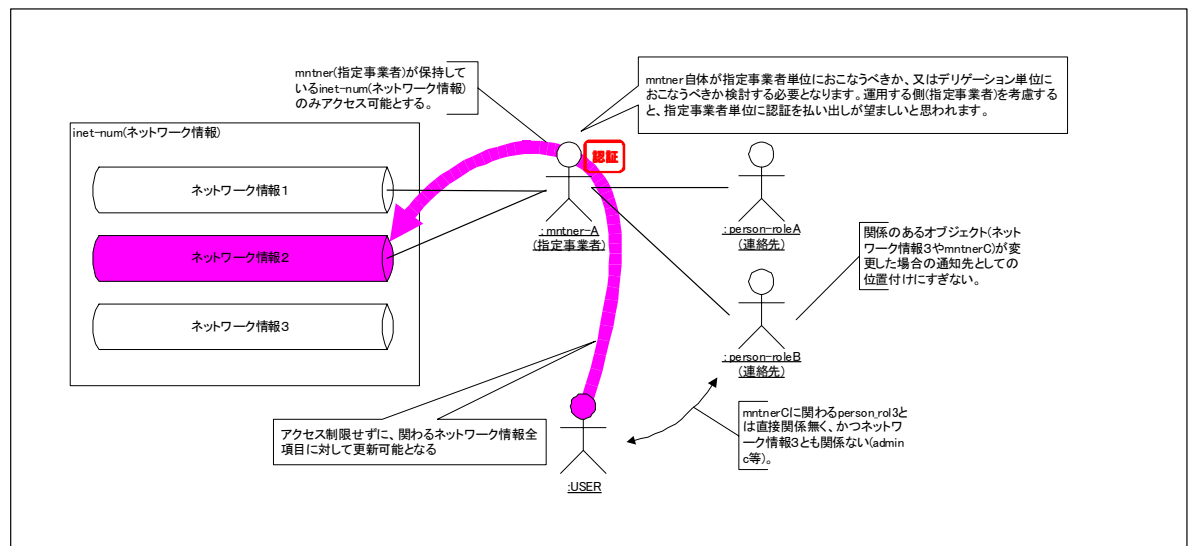 mntner(指定事業者)が保持して
いるinet-num(ネットワーク情報)
のみアクセス可能とする。
mntner自体が指定事業者単位におこなうべきか、又はデリゲーション単位に
おこなうべきか検討する必要となります。運用する側(指定事業者)を考慮する
と、指定事業者単位に認証を払い出しが望ましいと思われます。
inet-num(ネットワーク情報)
認証
ネットワーク情報1
ネットワーク情報2
ネットワーク情報3
:mntner-A
(指定事業者)
:person-roleA
(連絡先)
関係のあるオブジェクト(ネット
ワーク情報3やmntnerC)が変
更した場合の通知先としての
位置付けにすぎない。
:person-roleB
(連絡先)
アクセス制限せずに、関わるネットワーク情報全
項目に対して更新可能となる
mntnerCに関わるperson_rol3と
は直接関係無く、かつネットワ
ーク情報3とも関係ない(admin
c等)。
:USER